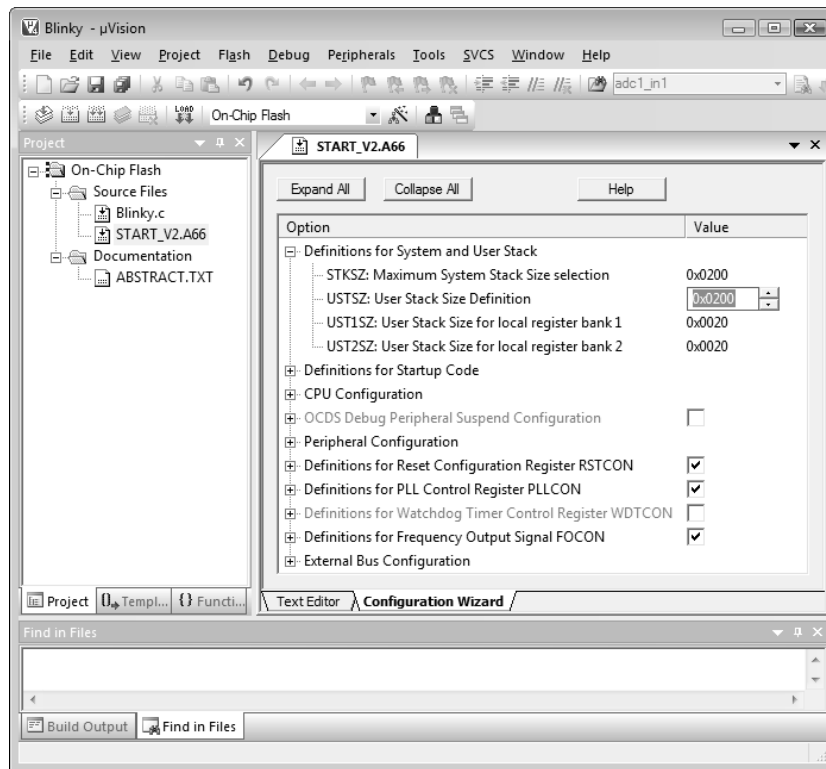 Blinky - µVision
File Edit View Project Flash Debug Peripherals Tools SVCS Window Help
adc1_in1
LOAD On-Chip Flash
Project
START_V2.A66
On-Chip Flash
Source Files
Blinky.c
START_V2.A66
Documentation
ABSTRACT.TXT
Expand All Collapse All Help
Option Value
Definitions for System and User Stack
STKSZ: Maximum System Stack Size selection 0x0200
USTSZ: User Stack Size Definition 0x0200
UST1SZ: User Stack Size for local register bank 1 0x0020
UST2SZ: User Stack Size for local register bank 2 0x0020
Definitions for Startup Code
CPU Configuration
OCDS Debug Peripheral Suspend Configuration
Peripheral Configuration
Definitions for Reset Configuration Register RSTCON
Definitions for PLL Control Register PLLCON
Definitions for Watchdog Timer Control Register WDTCON
Definitions for Frequency Output Signal FOCON
External Bus Configuration
Project Templ... {} Functi...
Text Editor Configuration Wizard
Find in Files
Build Output Find in Files